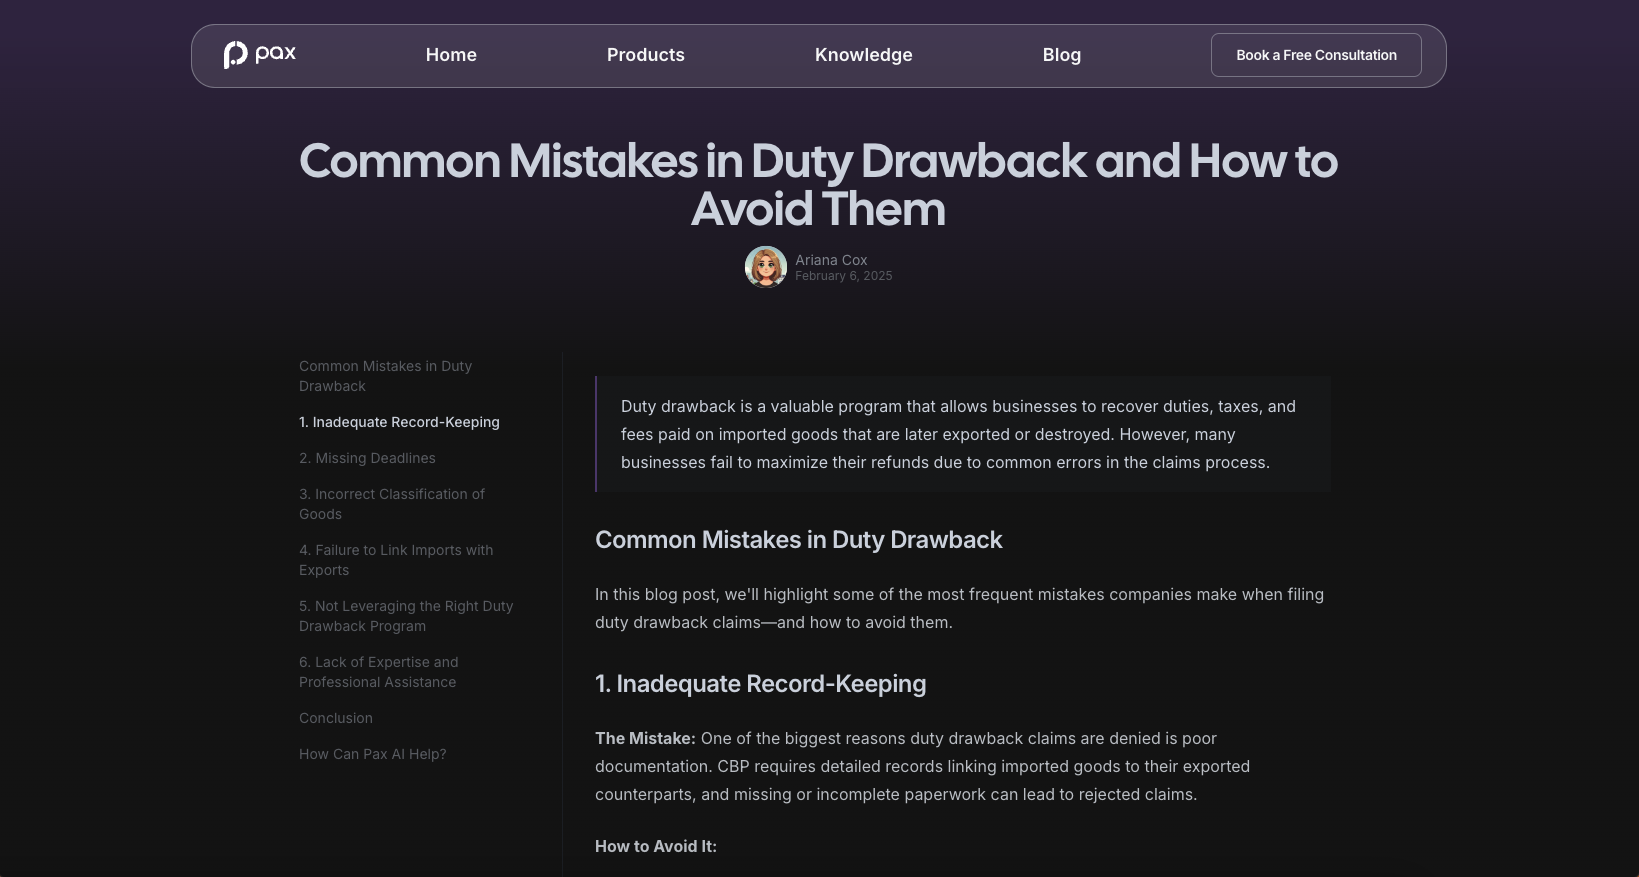 pax
Home
Products
Knowledge
Blog
Book a Free Consultation
Common Mistakes in Duty Drawback and How to
Avoid Them
Ariana Cox
February 6, 2025
Common Mistakes in Duty
Drawback
1. Inadequate Record-Keeping
2. Missing Deadlines
3. Incorrect Classification of
Goods
4. Failure to Link Imports with
Exports
5. Not Leveraging the Right Duty
Drawback Program
6. Lack of Expertise and
Professional Assistance
Conclusion
How Can Pax AI Help?
Duty drawback is a valuable program that allows businesses to recover duties, taxes, and
fees paid on imported goods that are later exported or destroyed. However, many
businesses fail to maximize their refunds due to common errors in the claims process.
Common Mistakes in Duty Drawback
In this blog post, we'll highlight some of the most frequent mistakes companies make when filing
duty drawback claims—and how to avoid them.
1. Inadequate Record-Keeping
The Mistake: One of the biggest reasons duty drawback claims are denied is poor
documentation. CBP requires detailed records linking imported goods to their exported
counterparts, and missing or incomplete paperwork can lead to rejected claims.
How to Avoid It: